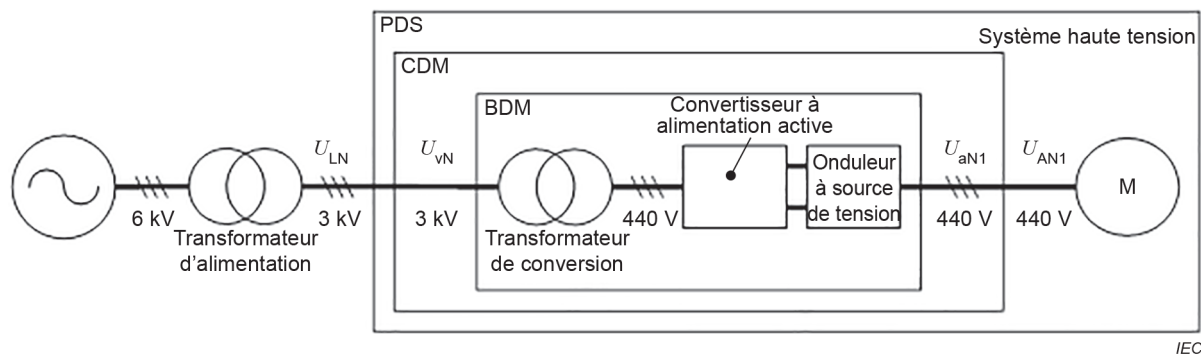 PDS
Système haute tension
CDM
BDM
Convertisseur à
alimentation active
U_LN
U_vN
Onduleur
à source
de tension
U_aN1
U_AN1
M
6 kV
3 kV
3 kV
440 V
440 V
440 V
Transformateur
d'alimentation
Transformateur
de conversion
IEC